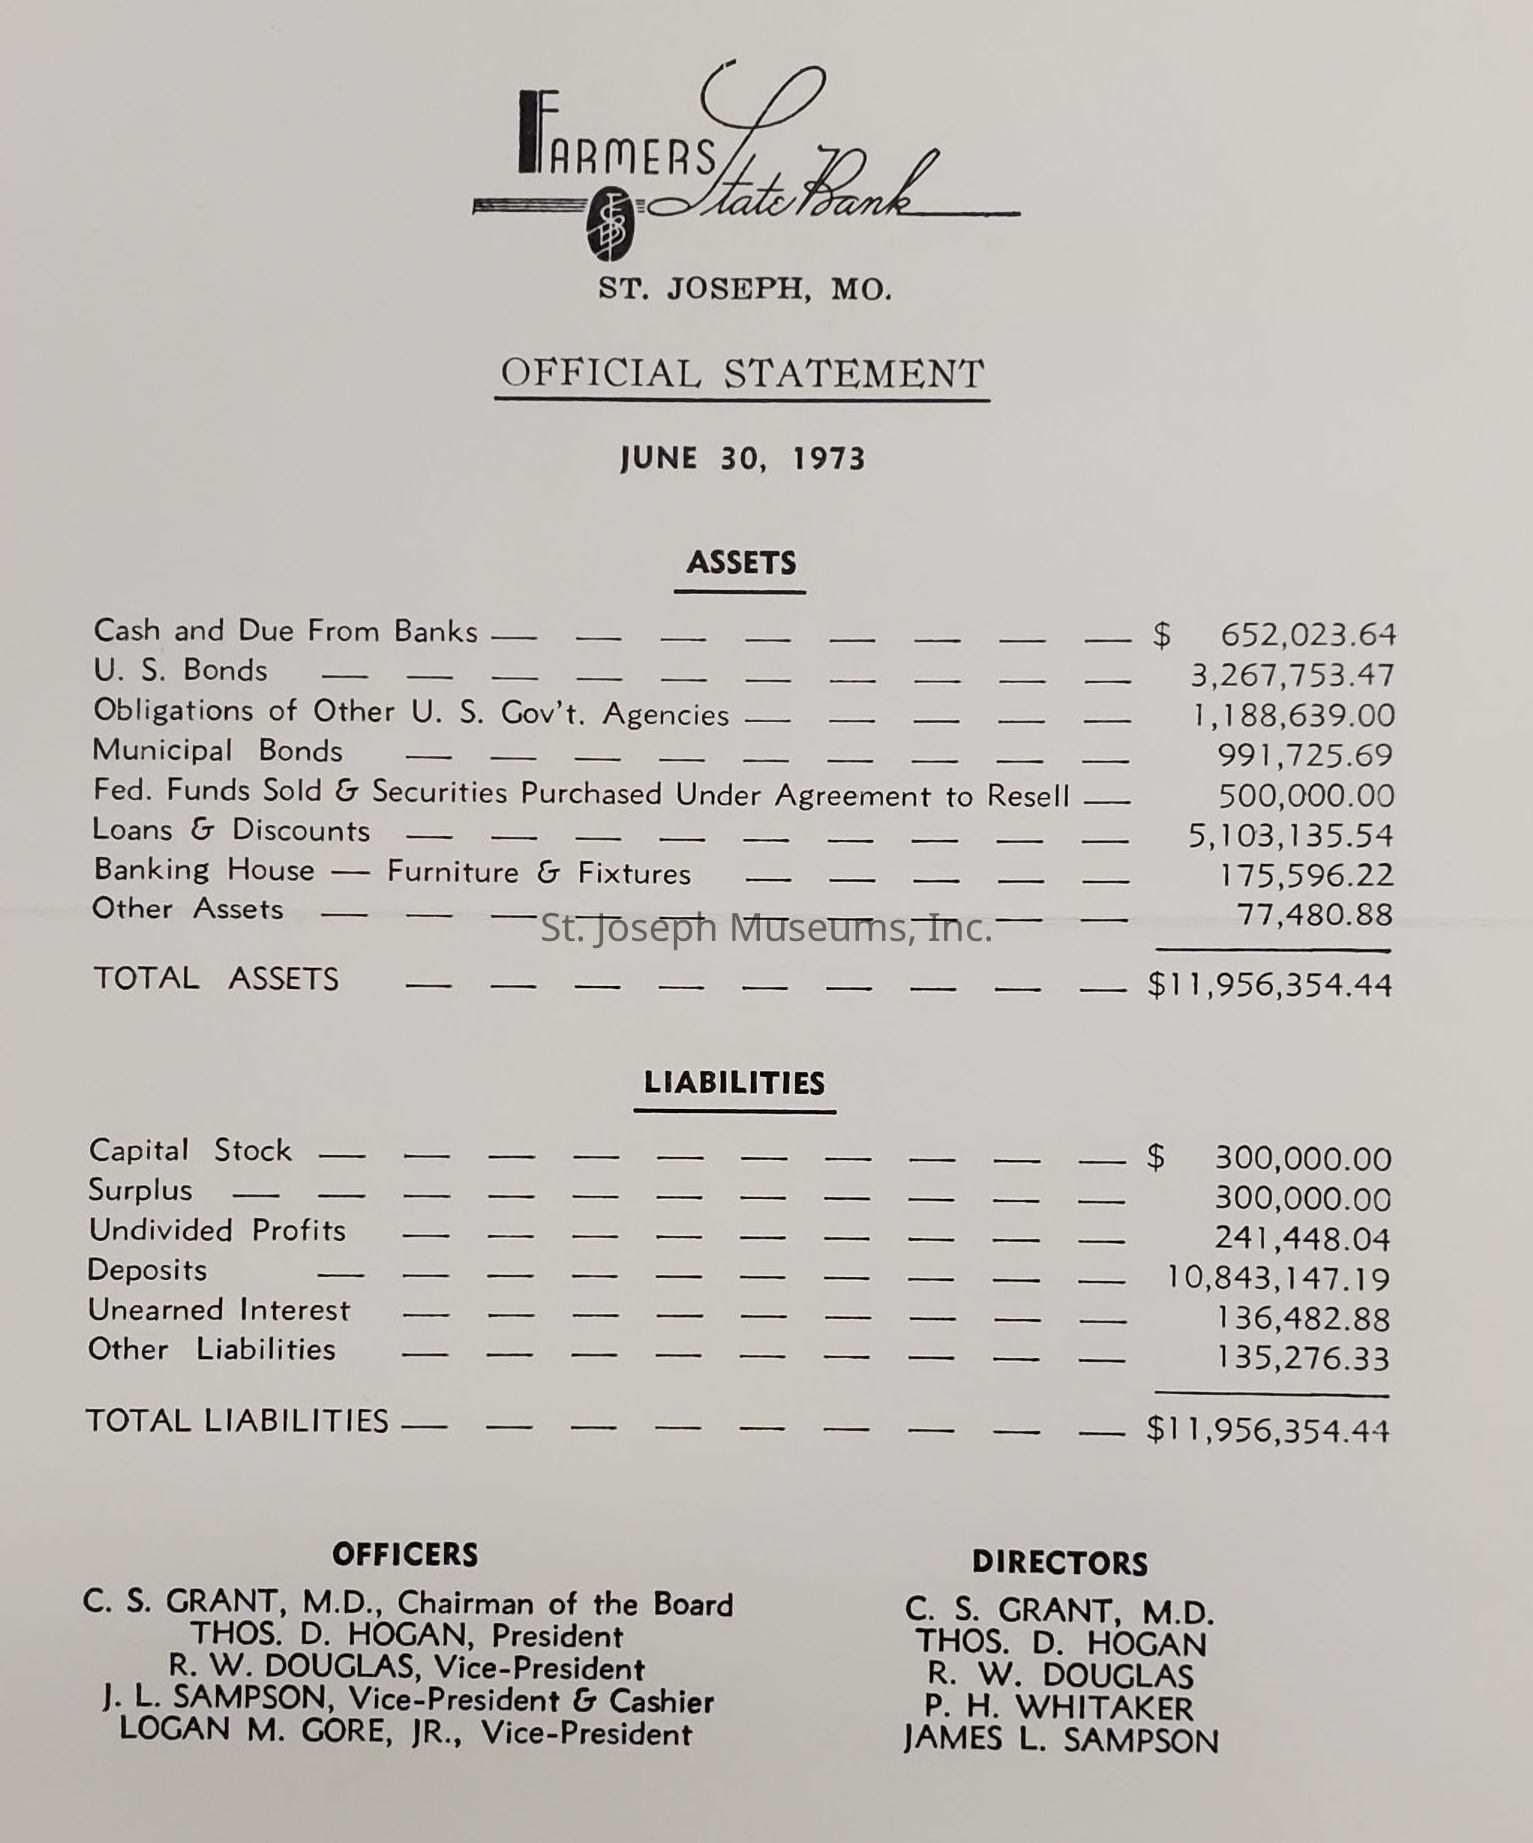 FARMERS State Bank
FSB
ST. JOSEPH, MO.
OFFICIAL STATEMENT
JUNE 30, 1973
ASSETS
Cash and Due From Banks — — — — — — — — $ 652,023.64
U. S. Bonds — — — — — — — — — — 3,267,753.47
Obligations of Other U. S. Gov't. Agencies — — — — — 1,188,639.00
Municipal Bonds — — — — — — — — — 991,725.69
Fed. Funds Sold & Securities Purchased Under Agreement to Resell — 500,000.00
Loans & Discounts — — — — — — — — — 5,103,135.54
Banking House — Furniture & Fixtures — — — — — 175,596.22
Other Assets — — — — — — — — — — 77,480.88
St. Joseph Museums, Inc.
TOTAL ASSETS — — — — — — — — — $11,956,354.44
LIABILITIES
Capital Stock — — — — — — — — — — $ 300,000.00
Surplus — — — — — — — — — — — 300,000.00
Undivided Profits — — — — — — — — — 241,448.04
Deposits — — — — — — — — — — 10,843,147.19
Unearned Interest — — — — — — — — — 136,482.88
Other Liabilities — — — — — — — — — 135,276.33
TOTAL LIABILITIES — — — — — — — — — $11,956,354.44
OFFICERS
C. S. GRANT, M.D., Chairman of the Board
THOS. D. HOGAN, President
R. W. DOUGLAS, Vice-President
J. L. SAMPSON, Vice-President & Cashier
LOGAN M. GORE, JR., Vice-President
DIRECTORS
C. S. GRANT, M.D.
THOS. D. HOGAN
R. W. DOUGLAS
P. H. WHITAKER
JAMES L. SAMPSON